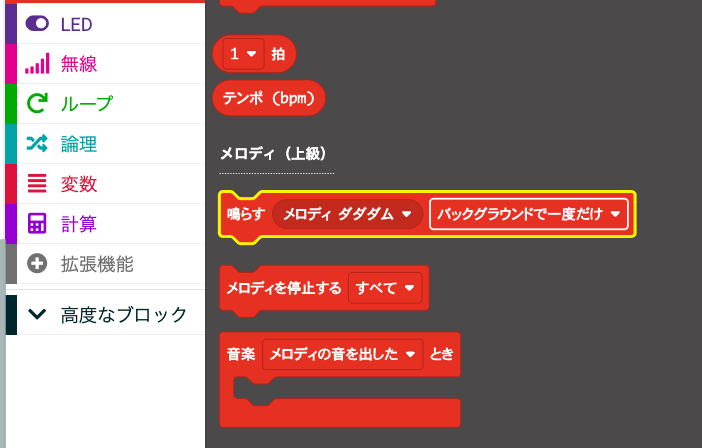 LED
無線
ループ
論理
変数
計算
拡張機能
高度なブロック
1 拍
テンポ（bpm）
メロディ（上級）
鳴らす メロディ ダダダム バックグラウンドで一度だけ
メロディを停止する すべて
音楽 メロディの音を出した とき